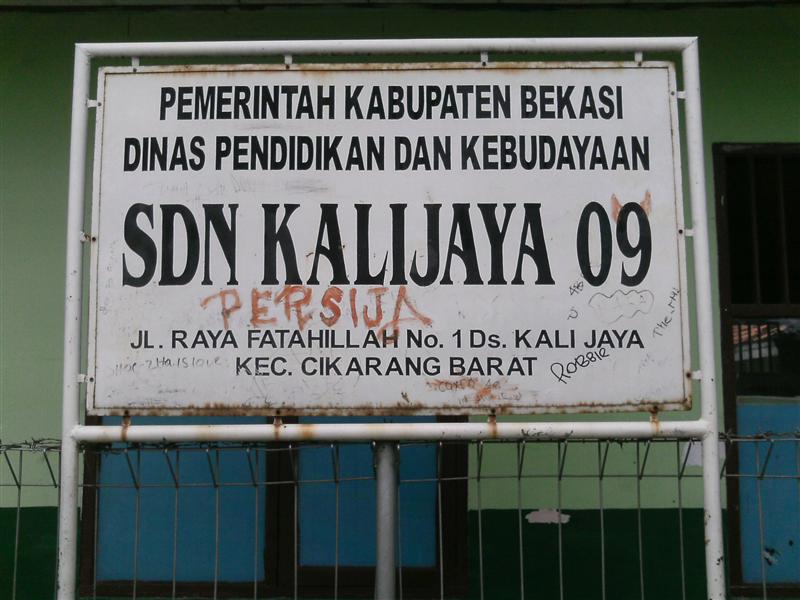 PEMERINTAH KABUPATEN BEKASI
DINAS PENDIDIKAN DAN KEBUDAYAAN
SDN KALIJAYA 09
PERSIJA
JL. RAYA FATAHILLAH No. 1 Ds. KALI JAYA
KEC. CIKARANG BARAT
RObbie